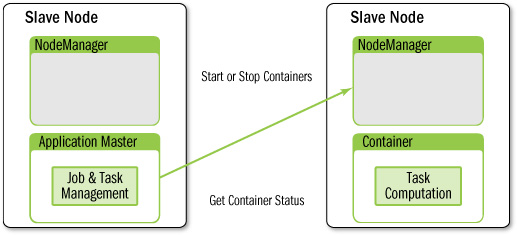 Slave Node
NodeManager
Application Master
Job & Task
Management
Start or Stop Containers
Get Container Status
Slave Node
NodeManager
Container
Task
Computation